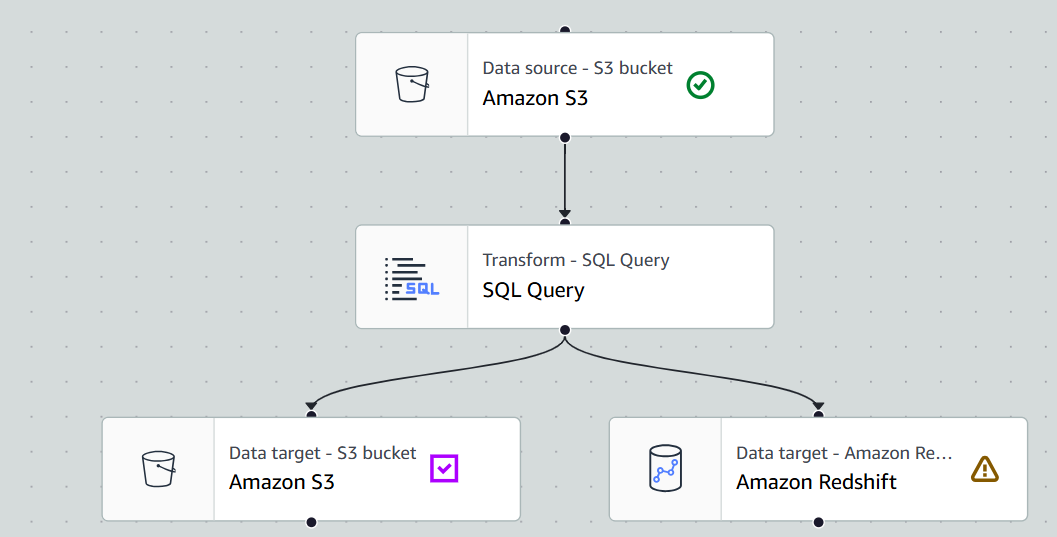 Data source - S3 bucket
Amazon S3
Transform - SQL Query
SQL
SQL Query
Data target - S3 bucket
Amazon S3
Data target - Amazon Re...
Amazon Redshift